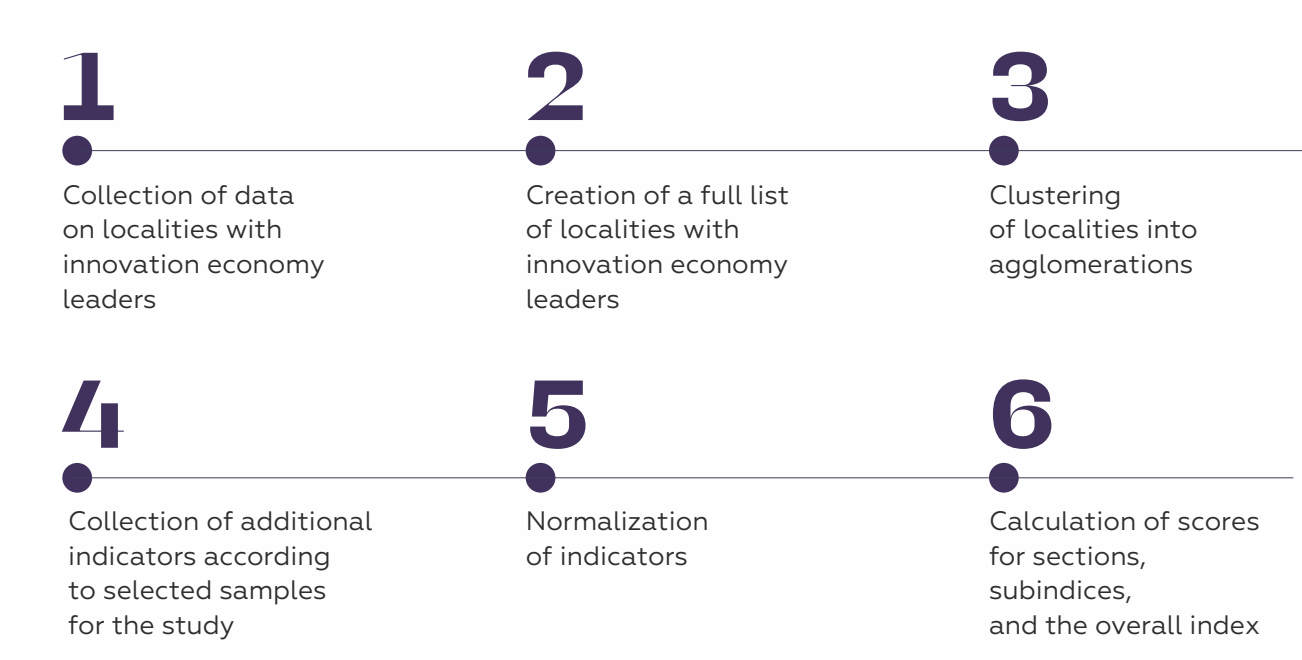 1
Collection of data
on localities with
innovation economy
leaders
2
Creation of a full list
of localities with
innovation economy
leaders
3
Clustering
of localities into
agglomerations
4
Collection of additional
indicators according
to selected samples
for the study
5
Normalization
of indicators
6
Calculation of scores
for sections,
subindices,
and the overall index